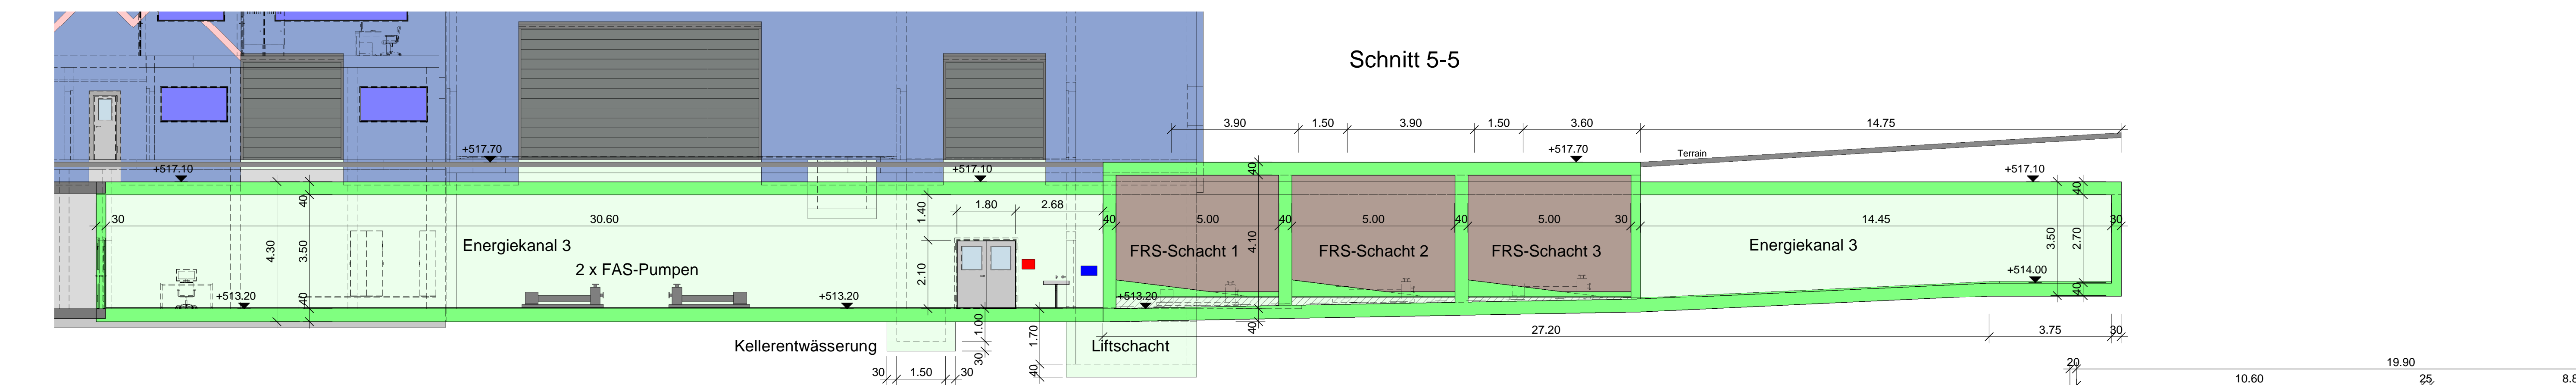 Schnitt 5-5
3.90 1.50 3.90 1.50 3.60 14.75
+517.70 +517.70 Terrain
+517.10 +517.10 +517.10
40 40 40
1.80 2.68
1.40
30 30.60 40 5.00 40 5.00 40 5.00 30 14.45 30
Energiekanal 3 FRS-Schacht 1 FRS-Schacht 2 FRS-Schacht 3 Energiekanal 3
4.30 3.50 4.10 3.50 2.70
2 x FAS-Pumpen
2.10
+514.00
+513.20 +513.20 +513.20
40 40
1.00 1.70 40
27.20 3.75 30
Kellerentwässerung Liftschacht
30
30 1.50 30 40
20 19.90
10.60 25 8.8